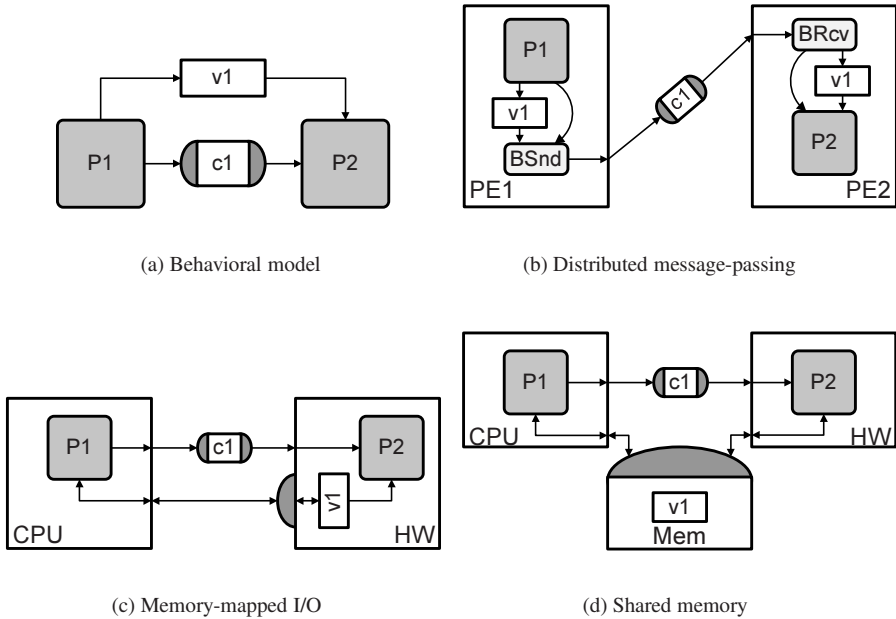 v1
P1
c1
P2
(a) Behavioral model
P1
v1
BSnd
PE1
c1
BRcv
v1
P2
PE2
(b) Distributed message-passing
P1
CPU
c1
P2
v1
HW
(c) Memory-mapped I/O
P1
CPU
c1
P2
HW
v1
Mem
(d) Shared memory